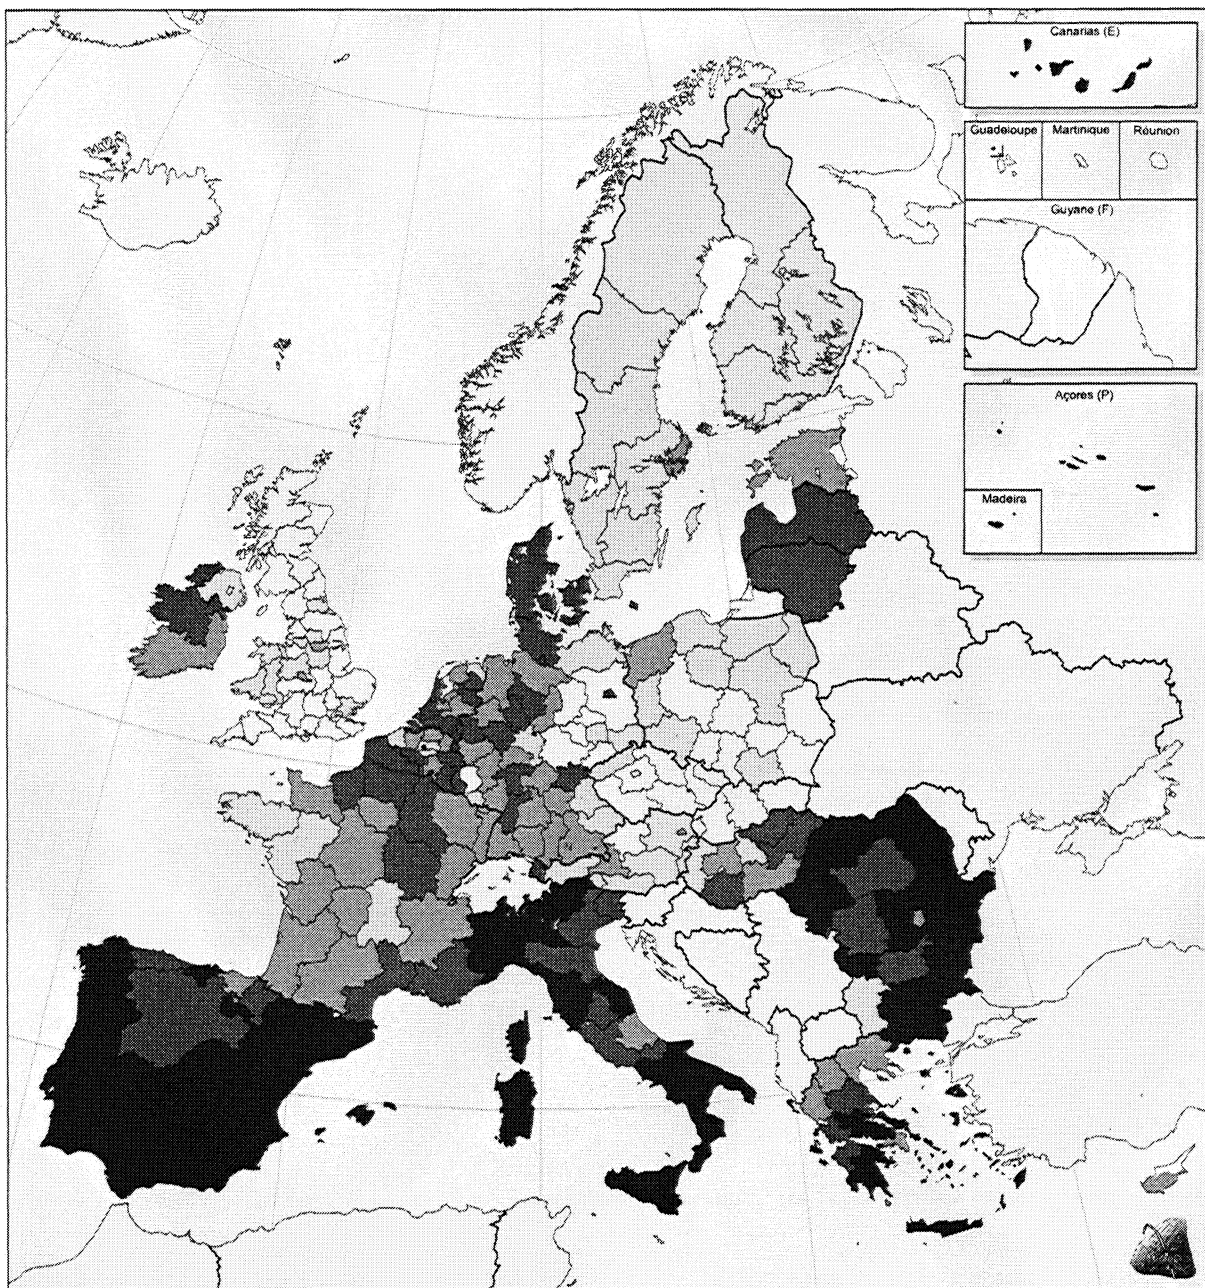 Canarias (E)
Guadeloupe
Martinique
Réunion
Guyane (F)
Açores (P)
Madeira